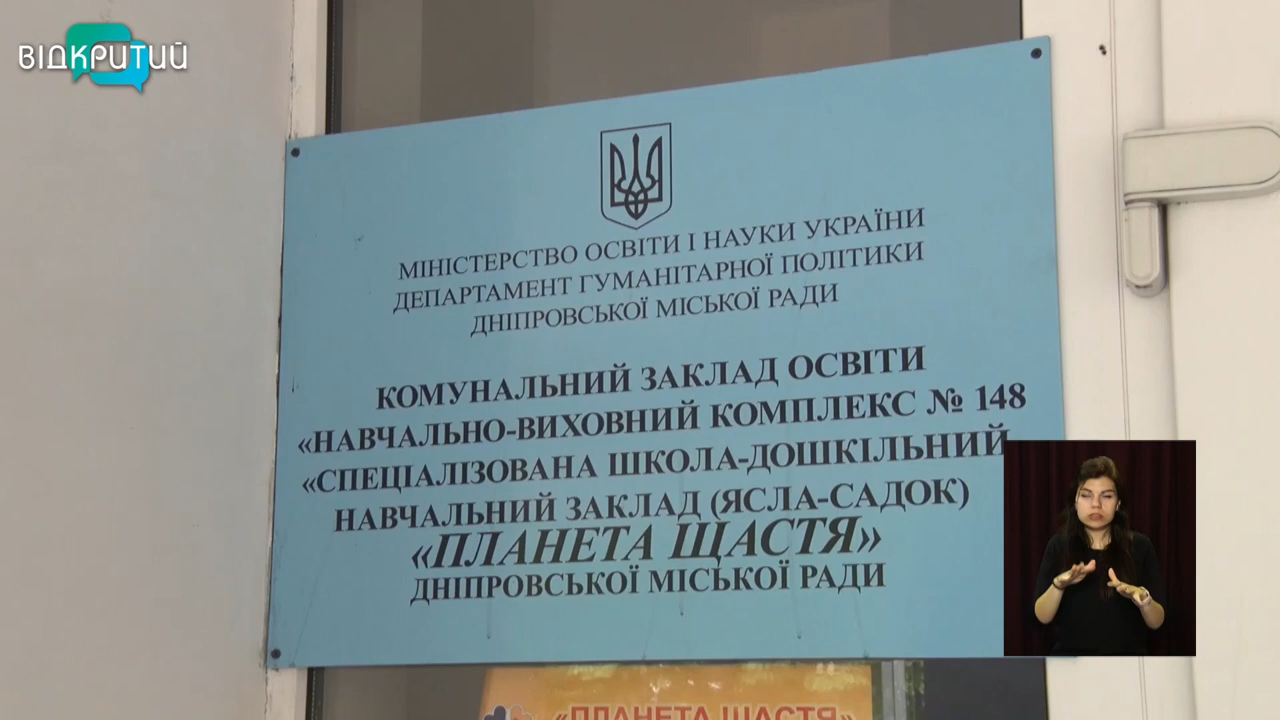 ВІДКРИТИЙ
МІНІСТЕРСТВО ОСВІТИ І НАУКИ УКРАЇНИ
ДЕПАРТАМЕНТ ГУМАНІТАРНОЇ ПОЛІТИКИ
ДНІПРОВСЬКОЇ МІСЬКОЇ РАДИ
КОМУНАЛЬНИЙ ЗАКЛАД ОСВІТИ
«НАВЧАЛЬНО-ВИХОВНИЙ КОМПЛЕКС № 148
«СПЕЦІАЛІЗОВАНА ШКОЛА-ДОШКІЛЬНИЙ
НАВЧАЛЬНИЙ ЗАКЛАД (ЯСЛА-САДОК)
«ПЛАНЕТА ЩАСТЯ»
ДНІПРОВСЬКОЇ МІСЬКОЇ РАДИ
«ПЛАНЕТА ЩАСТЯ»